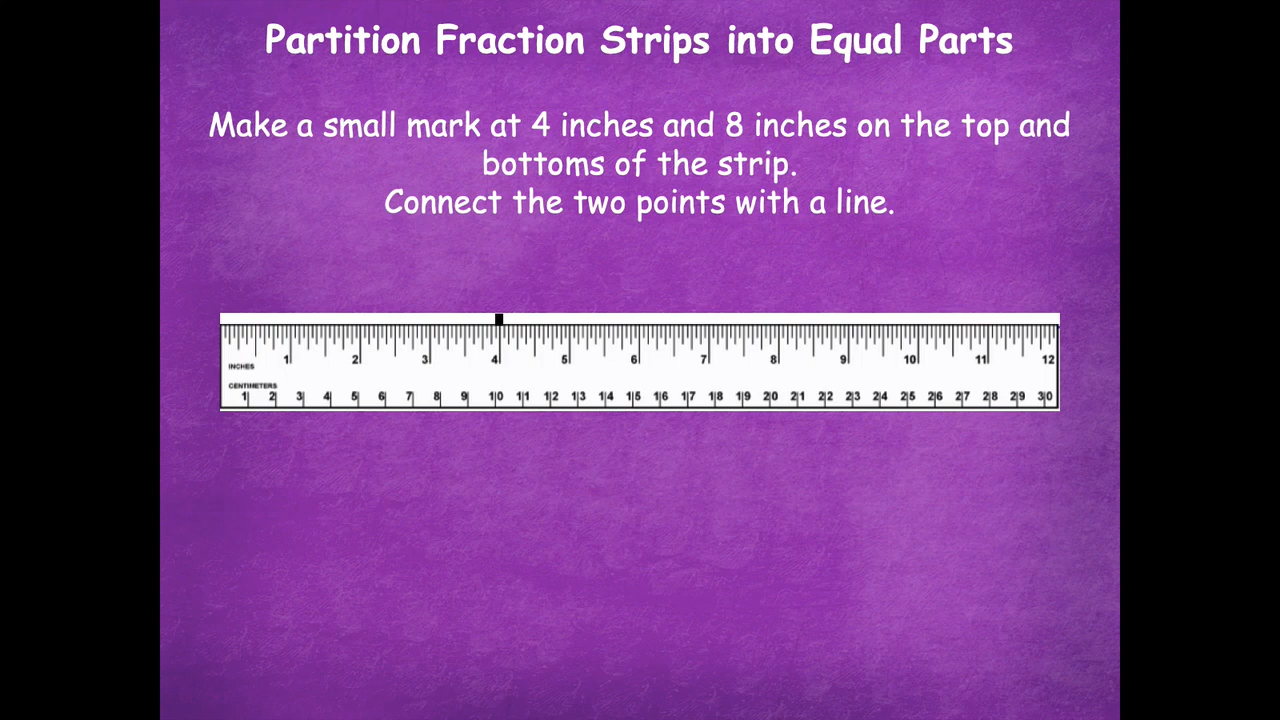 Partition Fraction Strips into Equal Parts
Make a small mark at 4 inches and 8 inches on the top and
bottoms of the strip.
Connect the two points with a line.
1 2 3 4 5 6 7 8 9 10 11 12
INCHES
CENTIMETERS
1 2 3 4 5 6 7 8 9 10 11 12 13 14 15 16 17 18 19 20 21 22 23 24 25 26 27 28 29 30